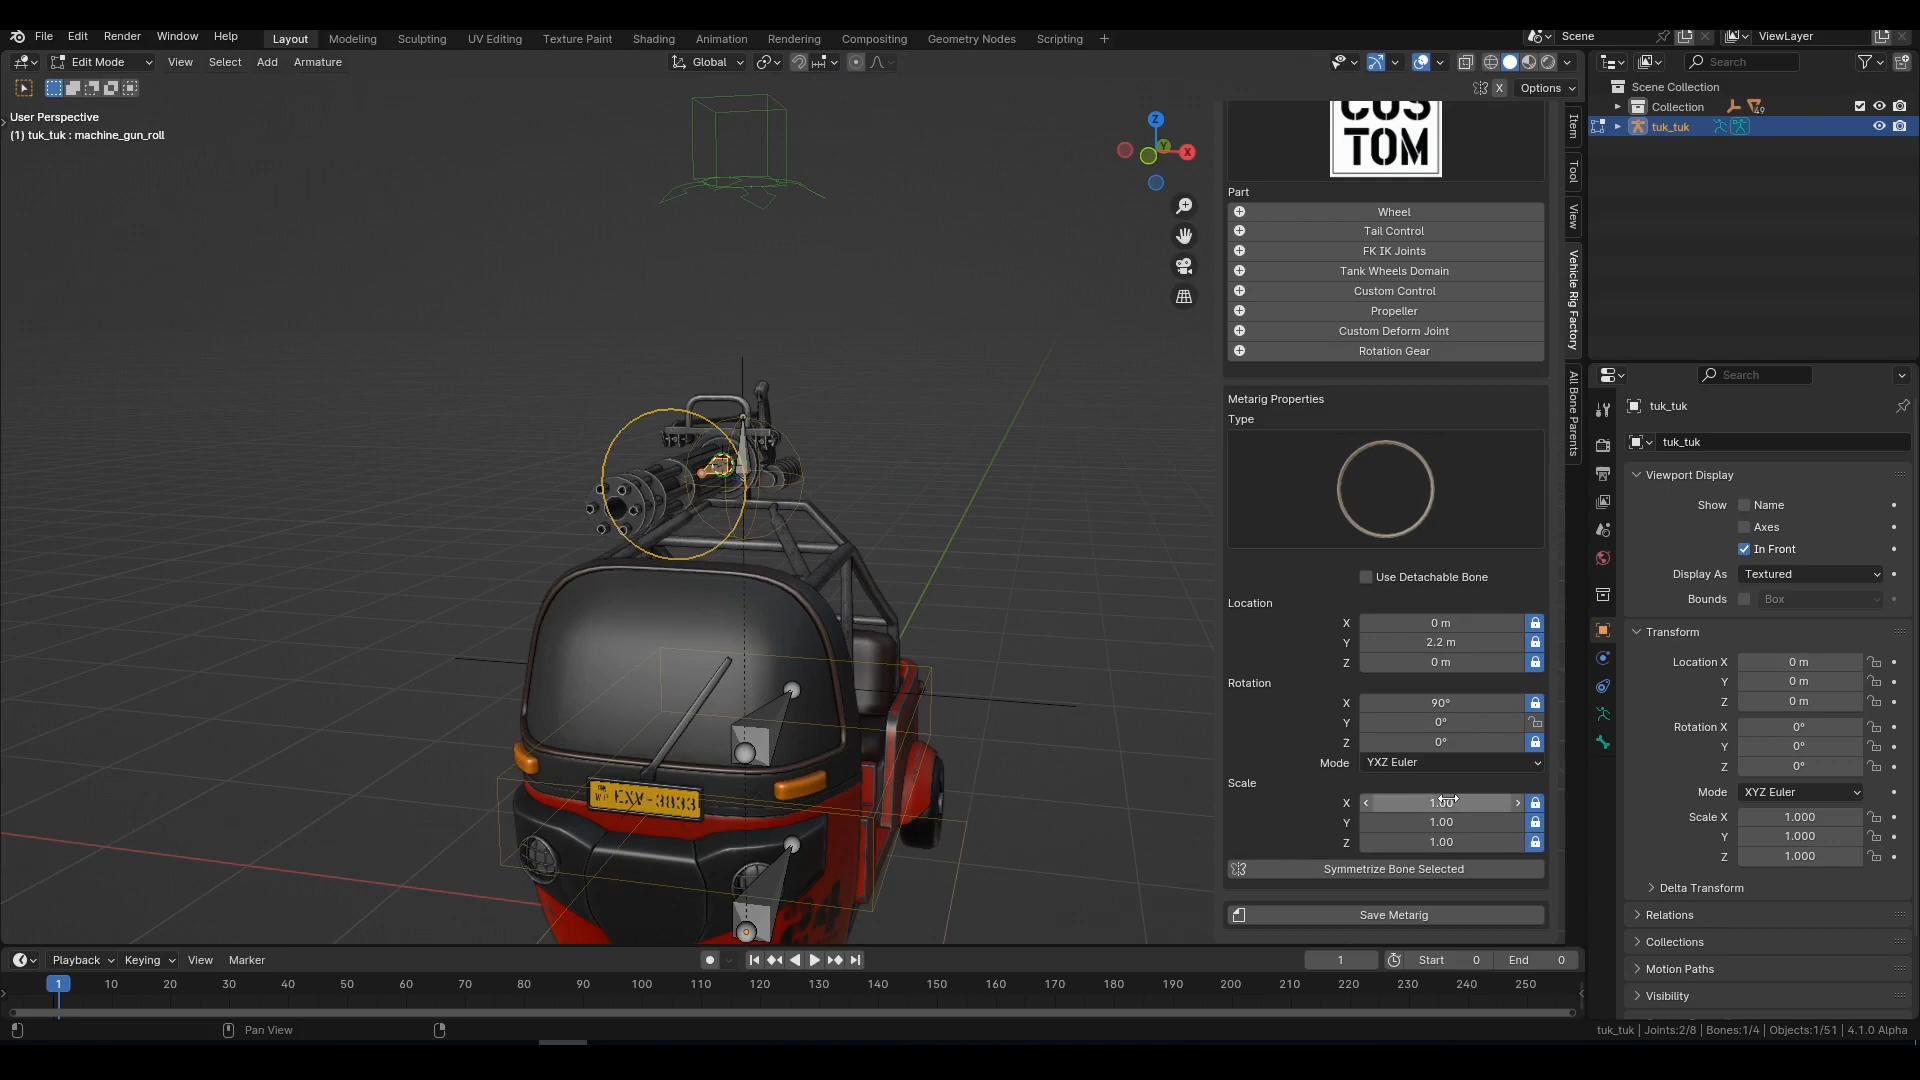 File Edit Render Window Help Layout Modeling Sculpting UV Editing Texture Paint Shading Animation Rendering Compositing Geometry Nodes Scripting Scene ViewLayer
Edit Mode View Select Add Armature Global Search
X Options
User Perspective
(1) tuk_tuk : machine_gun_roll
Z
Y
X
CUS
TOM
Part
Wheel
Tail Control
FK IK Joints
Tank Wheels Domain
Custom Control
Propeller
Custom Deform Joint
Rotation Gear
Metarig Properties
Type
Use Detachable Bone
Location
X 0 m
Y 2.2 m
Z 0 m
Rotation
X 90°
Y 0°
Z 0°
Mode YXZ Euler
Scale
X 1.00
Y 1.00
Z 1.00
Symmetrize Bone Selected
Save Metarig
Item
Tool
View
Vehicle Rig Factory
All Bone Parents
Scene Collection
Collection 49
tuk_tuk
Search
tuk_tuk
tuk_tuk
Viewport Display
Show Name
Axes
In Front
Display As Textured
Bounds Box
Transform
Location X 0 m
Y 0 m
Z 0 m
Rotation X 0°
Y 0°
Z 0°
Mode XYZ Euler
Scale X 1.000
Y 1.000
Z 1.000
Delta Transform
Relations
Collections
Motion Paths
Visibility
WP EXV-3833
Playback Keying View Marker 1 Start 0 End 0
1 10 20 30 40 50 60 70 80 90 100 110 120 130 140 150 160 170 180 190 200 210 220 230 240 250
Pan View
tuk_tuk | Joints:2/8 | Bones:1/4 | Objects:1/51 | 4.1.0 Alpha